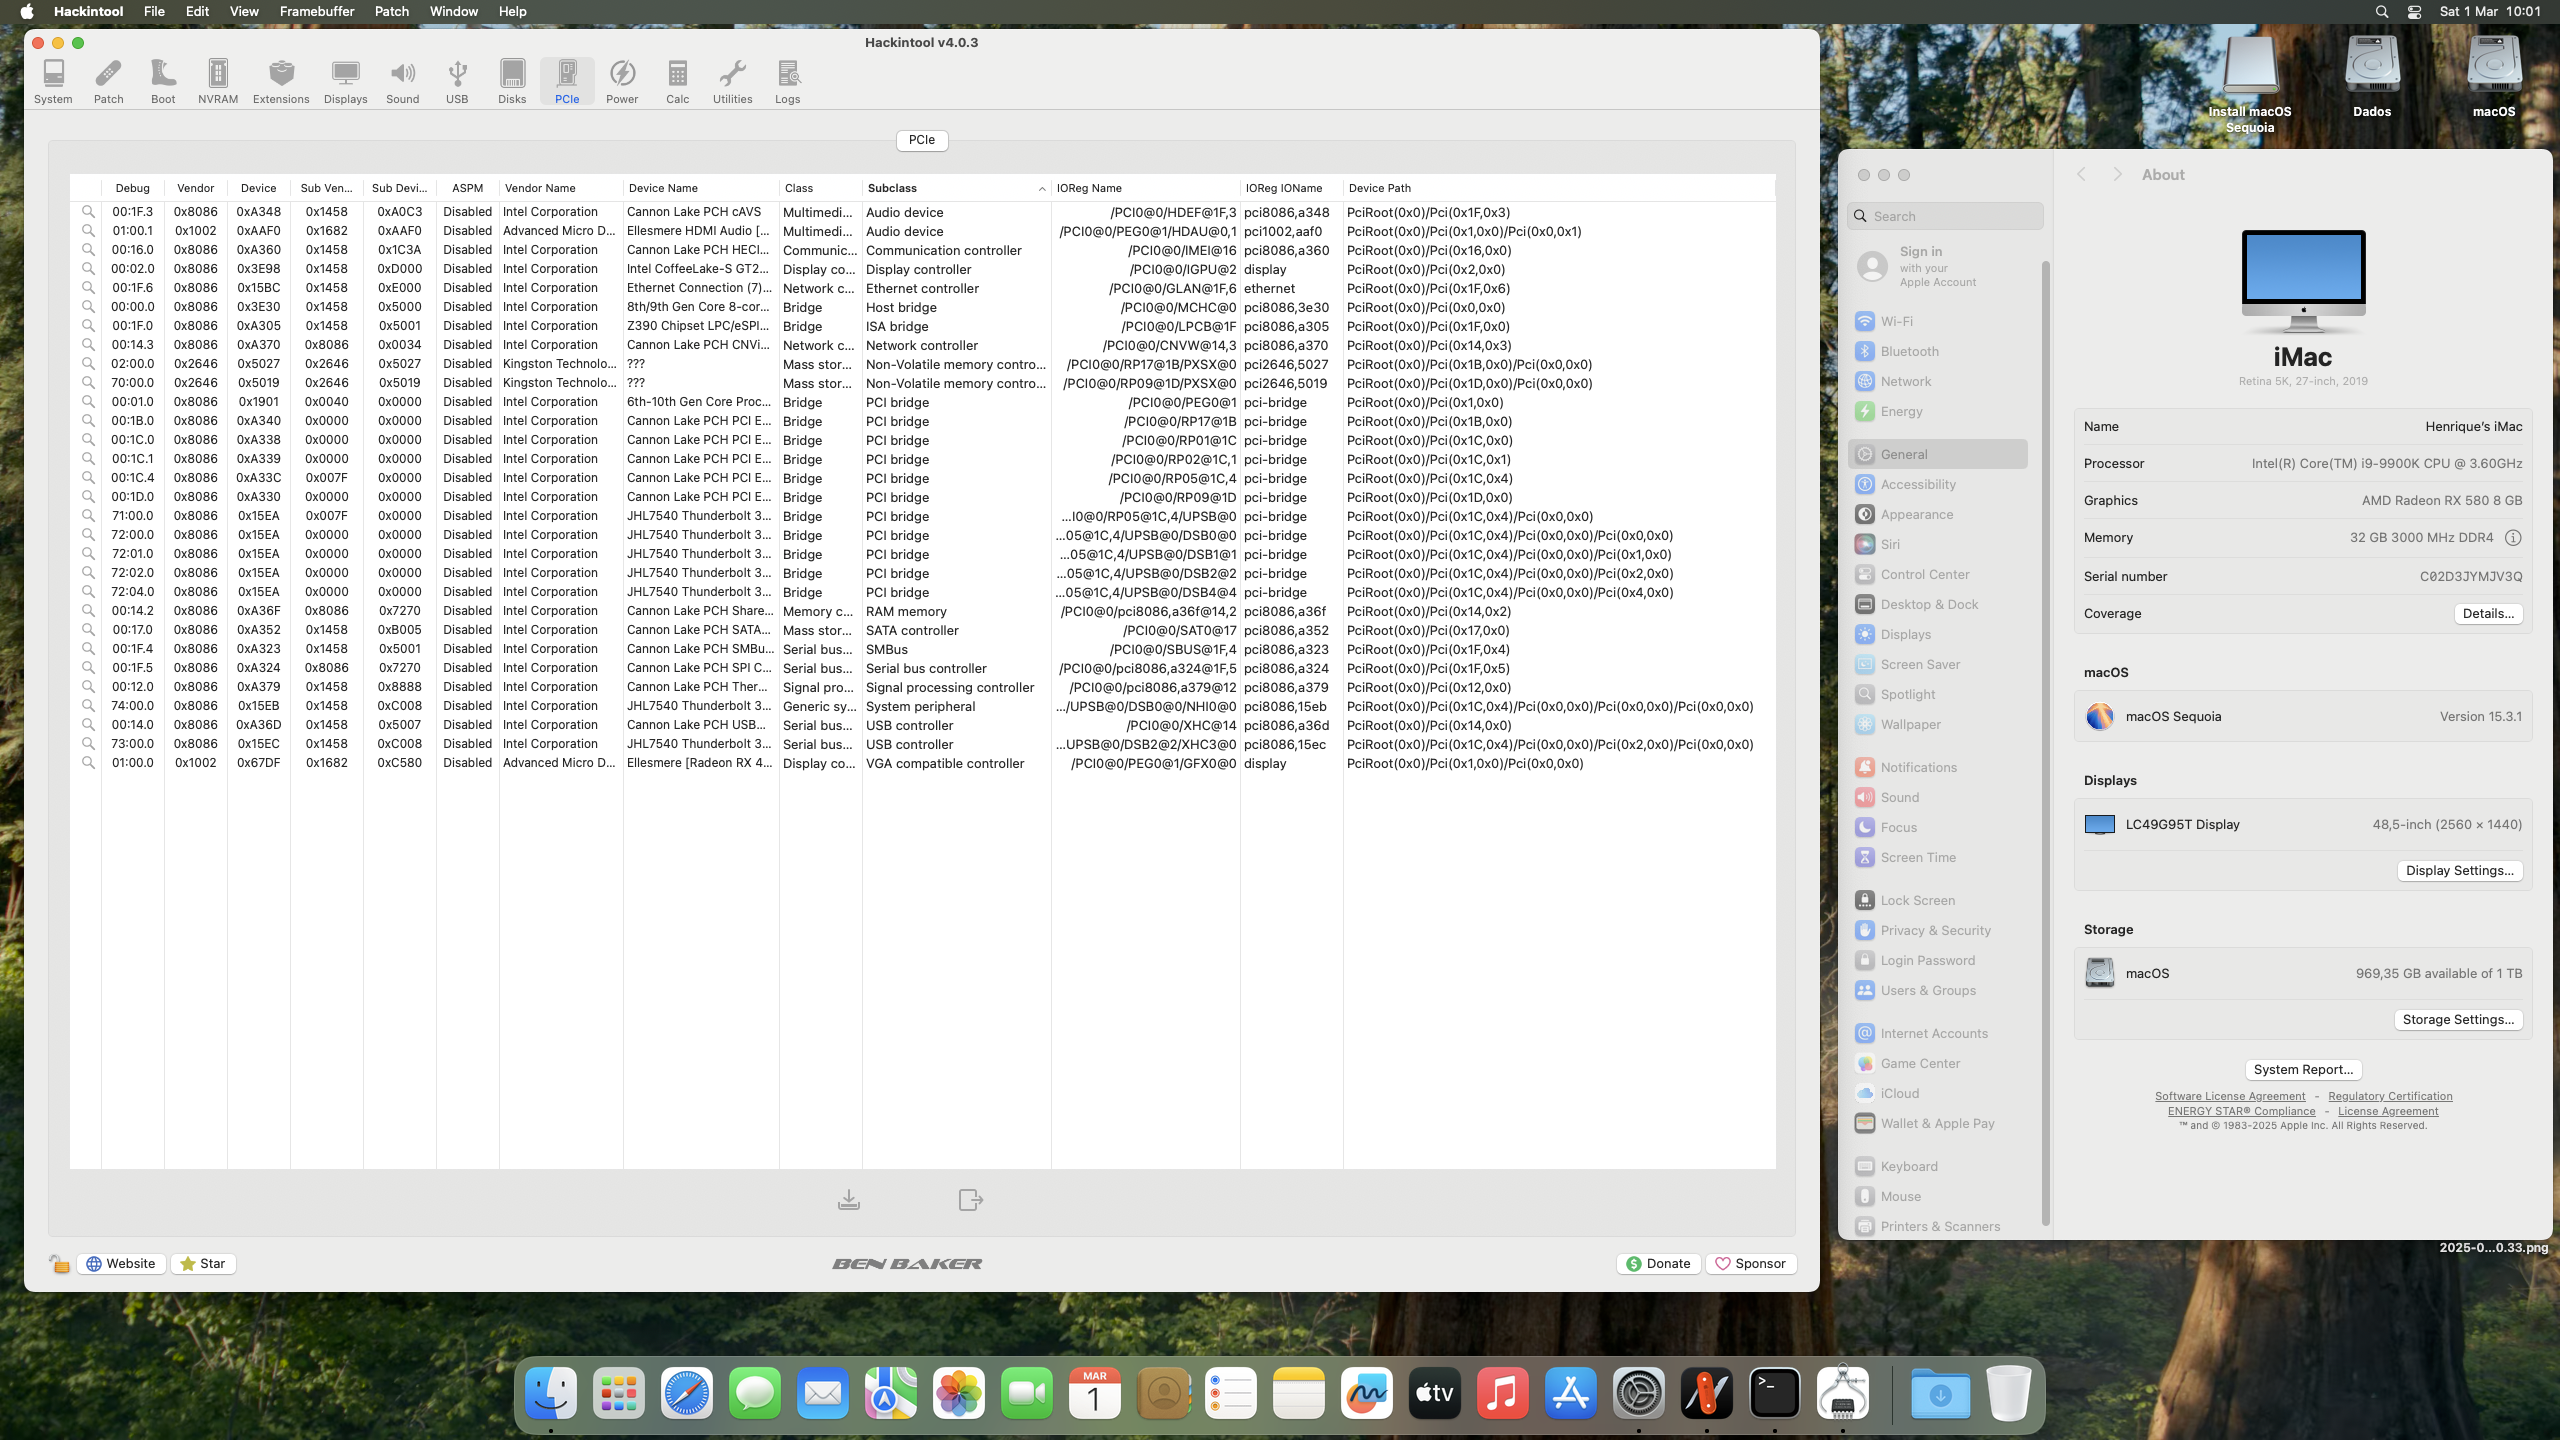 Hackintool File Edit View Framebuffer Patch Window Help
Sat 1 Mar 10:01
Hackintool v4.0.3
System Patch Boot NVRAM Extensions Displays Sound USB Disks PCIe Power Calc Utilities Logs
PCIe
Debug Vendor Device Sub Ven... Sub Devi... ASPM Vendor Name Device Name Class Subclass IOReg Name IOReg IOName Device Path
00:1F.3 0x8086 0xA348 0x1458 0xA0C3 Disabled Intel Corporation Cannon Lake PCH cAVS Multimedi... Audio device /PCI0@0/HDEF@1F,3 pci8086,a348 PciRoot(0x0)/Pci(0x1F,0x3)
01:00.1 0x1002 0xAAF0 0x1682 0xAAF0 Disabled Advanced Micro D... Ellesmere HDMI Audio [... Multimedi... Audio device /PCI0@0/PEG0@1/HDAU@0,1 pci1002,aaf0 PciRoot(0x0)/Pci(0x1,0x0)/Pci(0x0,0x1)
00:16.0 0x8086 0xA360 0x1458 0x1C3A Disabled Intel Corporation Cannon Lake PCH HECI... Communic... Communication controller /PCI0@0/IMEI@16 pci8086,a360 PciRoot(0x0)/Pci(0x16,0x0)
00:02.0 0x8086 0x3E98 0x1458 0xD000 Disabled Intel Corporation Intel CoffeeLake-S GT2... Display co... Display controller /PCI0@0/IGPU@2 display PciRoot(0x0)/Pci(0x2,0x0)
00:1F.6 0x8086 0x15BC 0x1458 0xE000 Disabled Intel Corporation Ethernet Connection (7)... Network c... Ethernet controller /PCI0@0/GLAN@1F,6 ethernet PciRoot(0x0)/Pci(0x1F,0x6)
00:00.0 0x8086 0x3E30 0x1458 0x5000 Disabled Intel Corporation 8th/9th Gen Core 8-cor... Bridge Host bridge /PCI0@0/MCHC@0 pci8086,3e30 PciRoot(0x0)/Pci(0x0,0x0)
00:1F.0 0x8086 0xA305 0x1458 0x5001 Disabled Intel Corporation Z390 Chipset LPC/eSPI... Bridge ISA bridge /PCI0@0/LPCB@1F pci8086,a305 PciRoot(0x0)/Pci(0x1F,0x0)
00:14.3 0x8086 0xA370 0x8086 0x0034 Disabled Intel Corporation Cannon Lake PCH CNVi... Network c... Network controller /PCI0@0/CNVW@14,3 pci8086,a370 PciRoot(0x0)/Pci(0x14,0x3)
02:00.0 0x2646 0x5027 0x2646 0x5027 Disabled Kingston Technolo... ??? Mass stor... Non-Volatile memory contro... /PCI0@0/RP17@1B/PXSX@0 pci2646,5027 PciRoot(0x0)/Pci(0x1B,0x0)/Pci(0x0,0x0)
70:00.0 0x2646 0x5019 0x2646 0x5019 Disabled Kingston Technolo... ??? Mass stor... Non-Volatile memory contro... /PCI0@0/RP09@1D/PXSX@0 pci2646,5019 PciRoot(0x0)/Pci(0x1D,0x0)/Pci(0x0,0x0)
00:01.0 0x8086 0x1901 0x0040 0x0000 Disabled Intel Corporation 6th-10th Gen Core Proc... Bridge PCI bridge /PCI0@0/PEG0@1 pci-bridge PciRoot(0x0)/Pci(0x1,0x0)
00:1B.0 0x8086 0xA340 0x0000 0x0000 Disabled Intel Corporation Cannon Lake PCH PCI E... Bridge PCI bridge /PCI0@0/RP17@1B pci-bridge PciRoot(0x0)/Pci(0x1B,0x0)
00:1C.0 0x8086 0xA338 0x0000 0x0000 Disabled Intel Corporation Cannon Lake PCH PCI E... Bridge PCI bridge /PCI0@0/RP01@1C pci-bridge PciRoot(0x0)/Pci(0x1C,0x0)
00:1C.1 0x8086 0xA339 0x0000 0x0000 Disabled Intel Corporation Cannon Lake PCH PCI E... Bridge PCI bridge /PCI0@0/RP02@1C,1 pci-bridge PciRoot(0x0)/Pci(0x1C,0x1)
00:1C.4 0x8086 0xA33C 0x007F 0x0000 Disabled Intel Corporation Cannon Lake PCH PCI E... Bridge PCI bridge /PCI0@0/RP05@1C,4 pci-bridge PciRoot(0x0)/Pci(0x1C,0x4)
00:1D.0 0x8086 0xA330 0x0000 0x0000 Disabled Intel Corporation Cannon Lake PCH PCI E... Bridge PCI bridge /PCI0@0/RP09@1D pci-bridge PciRoot(0x0)/Pci(0x1D,0x0)
71:00.0 0x8086 0x15EA 0x007F 0x0000 Disabled Intel Corporation JHL7540 Thunderbolt 3... Bridge PCI bridge ...I0@0/RP05@1C,4/UPSB@0 pci-bridge PciRoot(0x0)/Pci(0x1C,0x4)/Pci(0x0,0x0)
72:00.0 0x8086 0x15EA 0x0000 0x0000 Disabled Intel Corporation JHL7540 Thunderbolt 3... Bridge PCI bridge ...05@1C,4/UPSB@0/DSB0@0 pci-bridge PciRoot(0x0)/Pci(0x1C,0x4)/Pci(0x0,0x0)/Pci(0x0,0x0)
72:01.0 0x8086 0x15EA 0x0000 0x0000 Disabled Intel Corporation JHL7540 Thunderbolt 3... Bridge PCI bridge ...05@1C,4/UPSB@0/DSB1@1 pci-bridge PciRoot(0x0)/Pci(0x1C,0x4)/Pci(0x0,0x0)/Pci(0x1,0x0)
72:02.0 0x8086 0x15EA 0x0000 0x0000 Disabled Intel Corporation JHL7540 Thunderbolt 3... Bridge PCI bridge ...05@1C,4/UPSB@0/DSB2@2 pci-bridge PciRoot(0x0)/Pci(0x1C,0x4)/Pci(0x0,0x0)/Pci(0x2,0x0)
72:04.0 0x8086 0x15EA 0x0000 0x0000 Disabled Intel Corporation JHL7540 Thunderbolt 3... Bridge PCI bridge ...05@1C,4/UPSB@0/DSB4@4 pci-bridge PciRoot(0x0)/Pci(0x1C,0x4)/Pci(0x0,0x0)/Pci(0x4,0x0)
00:14.2 0x8086 0xA36F 0x8086 0x7270 Disabled Intel Corporation Cannon Lake PCH Share... Memory c... RAM memory /PCI0@0/pci8086,a36f@14,2 pci8086,a36f PciRoot(0x0)/Pci(0x14,0x2)
00:17.0 0x8086 0xA352 0x1458 0xB005 Disabled Intel Corporation Cannon Lake PCH SATA... Mass stor... SATA controller /PCI0@0/SAT0@17 pci8086,a352 PciRoot(0x0)/Pci(0x17,0x0)
00:1F.4 0x8086 0xA323 0x1458 0x5001 Disabled Intel Corporation Cannon Lake PCH SMBu... Serial bus... SMBus /PCI0@0/SBUS@1F,4 pci8086,a323 PciRoot(0x0)/Pci(0x1F,0x4)
00:1F.5 0x8086 0xA324 0x8086 0x7270 Disabled Intel Corporation Cannon Lake PCH SPI C... Serial bus... Serial bus controller /PCI0@0/pci8086,a324@1F,5 pci8086,a324 PciRoot(0x0)/Pci(0x1F,0x5)
00:12.0 0x8086 0xA379 0x1458 0x8888 Disabled Intel Corporation Cannon Lake PCH Ther... Signal pro... Signal processing controller /PCI0@0/pci8086,a379@12 pci8086,a379 PciRoot(0x0)/Pci(0x12,0x0)
74:00.0 0x8086 0x15EB 0x1458 0xC008 Disabled Intel Corporation JHL7540 Thunderbolt 3... Generic sy... System peripheral .../UPSB@0/DSB0@0/NHI0@0 pci8086,15eb PciRoot(0x0)/Pci(0x1C,0x4)/Pci(0x0,0x0)/Pci(0x0,0x0)/Pci(0x0,0x0)
00:14.0 0x8086 0xA36D 0x1458 0x5007 Disabled Intel Corporation Cannon Lake PCH USB... Serial bus... USB controller /PCI0@0/XHC@14 pci8086,a36d PciRoot(0x0)/Pci(0x14,0x0)
73:00.0 0x8086 0x15EC 0x1458 0xC008 Disabled Intel Corporation JHL7540 Thunderbolt 3... Serial bus... USB controller ...UPSB@0/DSB2@2/XHC3@0 pci8086,15ec PciRoot(0x0)/Pci(0x1C,0x4)/Pci(0x0,0x0)/Pci(0x2,0x0)/Pci(0x0,0x0)
01:00.0 0x1002 0x67DF 0x1682 0xC580 Disabled Advanced Micro D... Ellesmere [Radeon RX 4... Display co... VGA compatible controller /PCI0@0/PEG0@1/GFX0@0 display PciRoot(0x0)/Pci(0x1,0x0)/Pci(0x0,0x0)
Website
Star
BEN BAKER
Donate
Sponsor
Install macOS
Sequoia
Dados
macOS
Search
Sign in
with your
Apple Account
Wi-Fi
Bluetooth
Network
Energy
General
Accessibility
Appearance
Siri
Control Center
Desktop & Dock
Displays
Screen Saver
Spotlight
Wallpaper
Notifications
Sound
Focus
Screen Time
Lock Screen
Privacy & Security
Login Password
Users & Groups
Internet Accounts
Game Center
iCloud
Wallet & Apple Pay
Keyboard
Mouse
Printers & Scanners
About
iMac
Retina 5K, 27-inch, 2019
Name Henrique's iMac
Processor Intel(R) Core(TM) i9-9900K CPU @ 3.60GHz
Graphics AMD Radeon RX 580 8 GB
Memory 32 GB 3000 MHz DDR4
Serial number C02D3JYMJV3Q
Coverage Details...
macOS
macOS Sequoia Version 15.3.1
Displays
LC49G95T Display 48,5-inch (2560 × 1440)
Display Settings...
Storage
macOS 969,35 GB available of 1 TB
Storage Settings...
System Report...
Software License Agreement - Regulatory Certification
ENERGY STAR® Compliance - License Agreement
™ and © 1983-2025 Apple Inc. All Rights Reserved.
2025-0...0.33.png
MAR
1
tv
>_